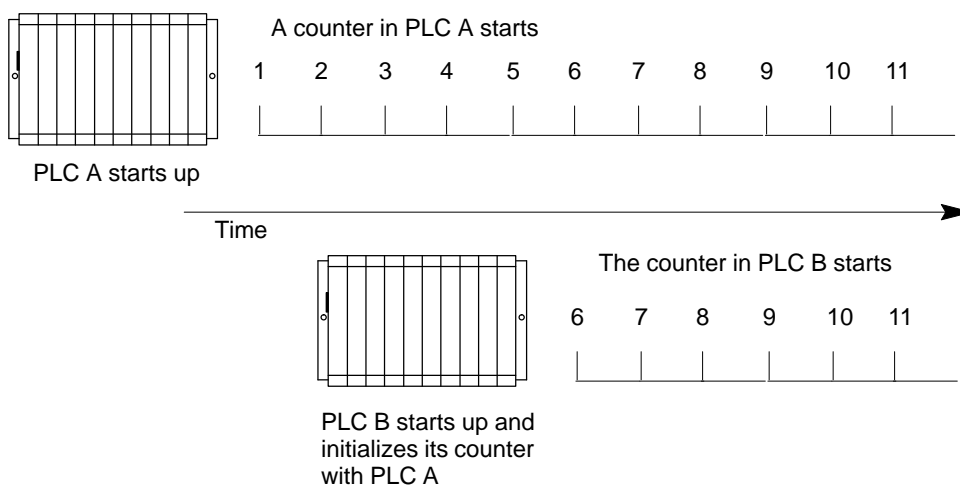 A counter in PLC A starts
1 2 3 4 5 6 7 8 9 10 11
PLC A starts up
Time
The counter in PLC B starts
6 7 8 9 10 11
PLC B starts up and
initializes its counter
with PLC A